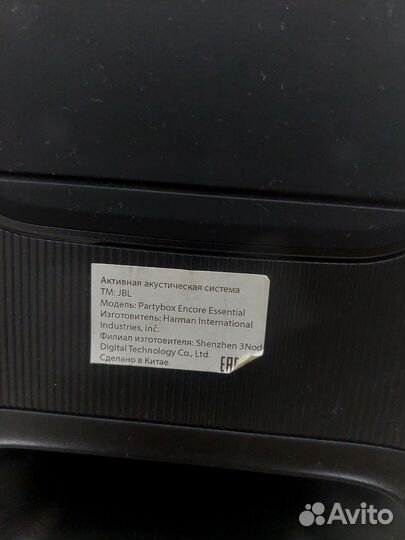 Активная акустическая система
ТМ: JBL
Модель: Partybox Encore Essential
Изготовитель: Harman International
Industries, Inc.
Филиал изготовителя: Shenzhen 3Nod
Digital Technology Co., Ltd.
Сделано в Китае.
EAC
Avito